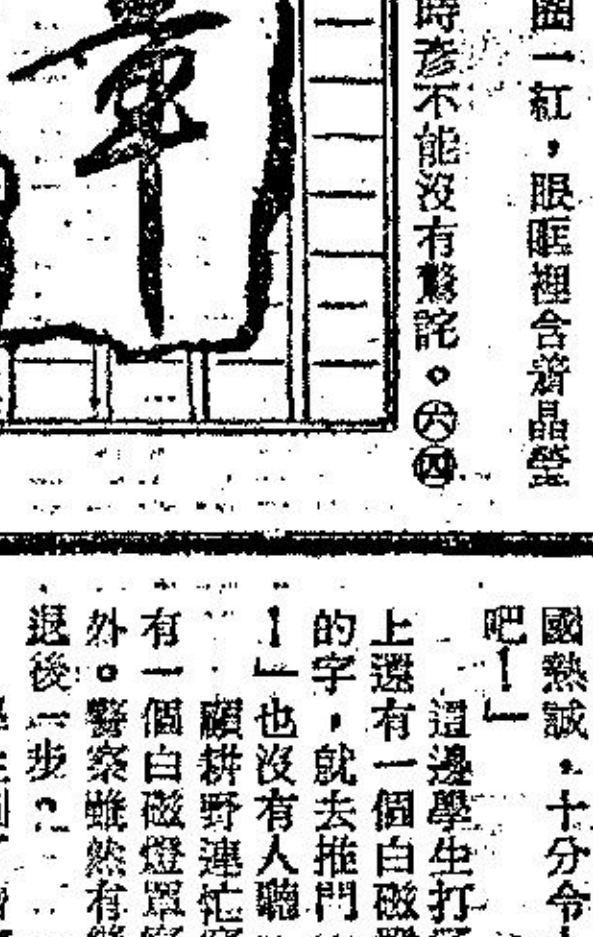 圈一紅，眼眶裡含着晶瑩
時彥不能沒有驚詫。㊅㊃
章
國熱誠。十分令
吧！」
這邊學生打
上還有一個白磁
的字，就去推門
！」也沒有人聽
顧耕野連忙
有一個白磁燈罩
外。警察雖然有
退後一步？